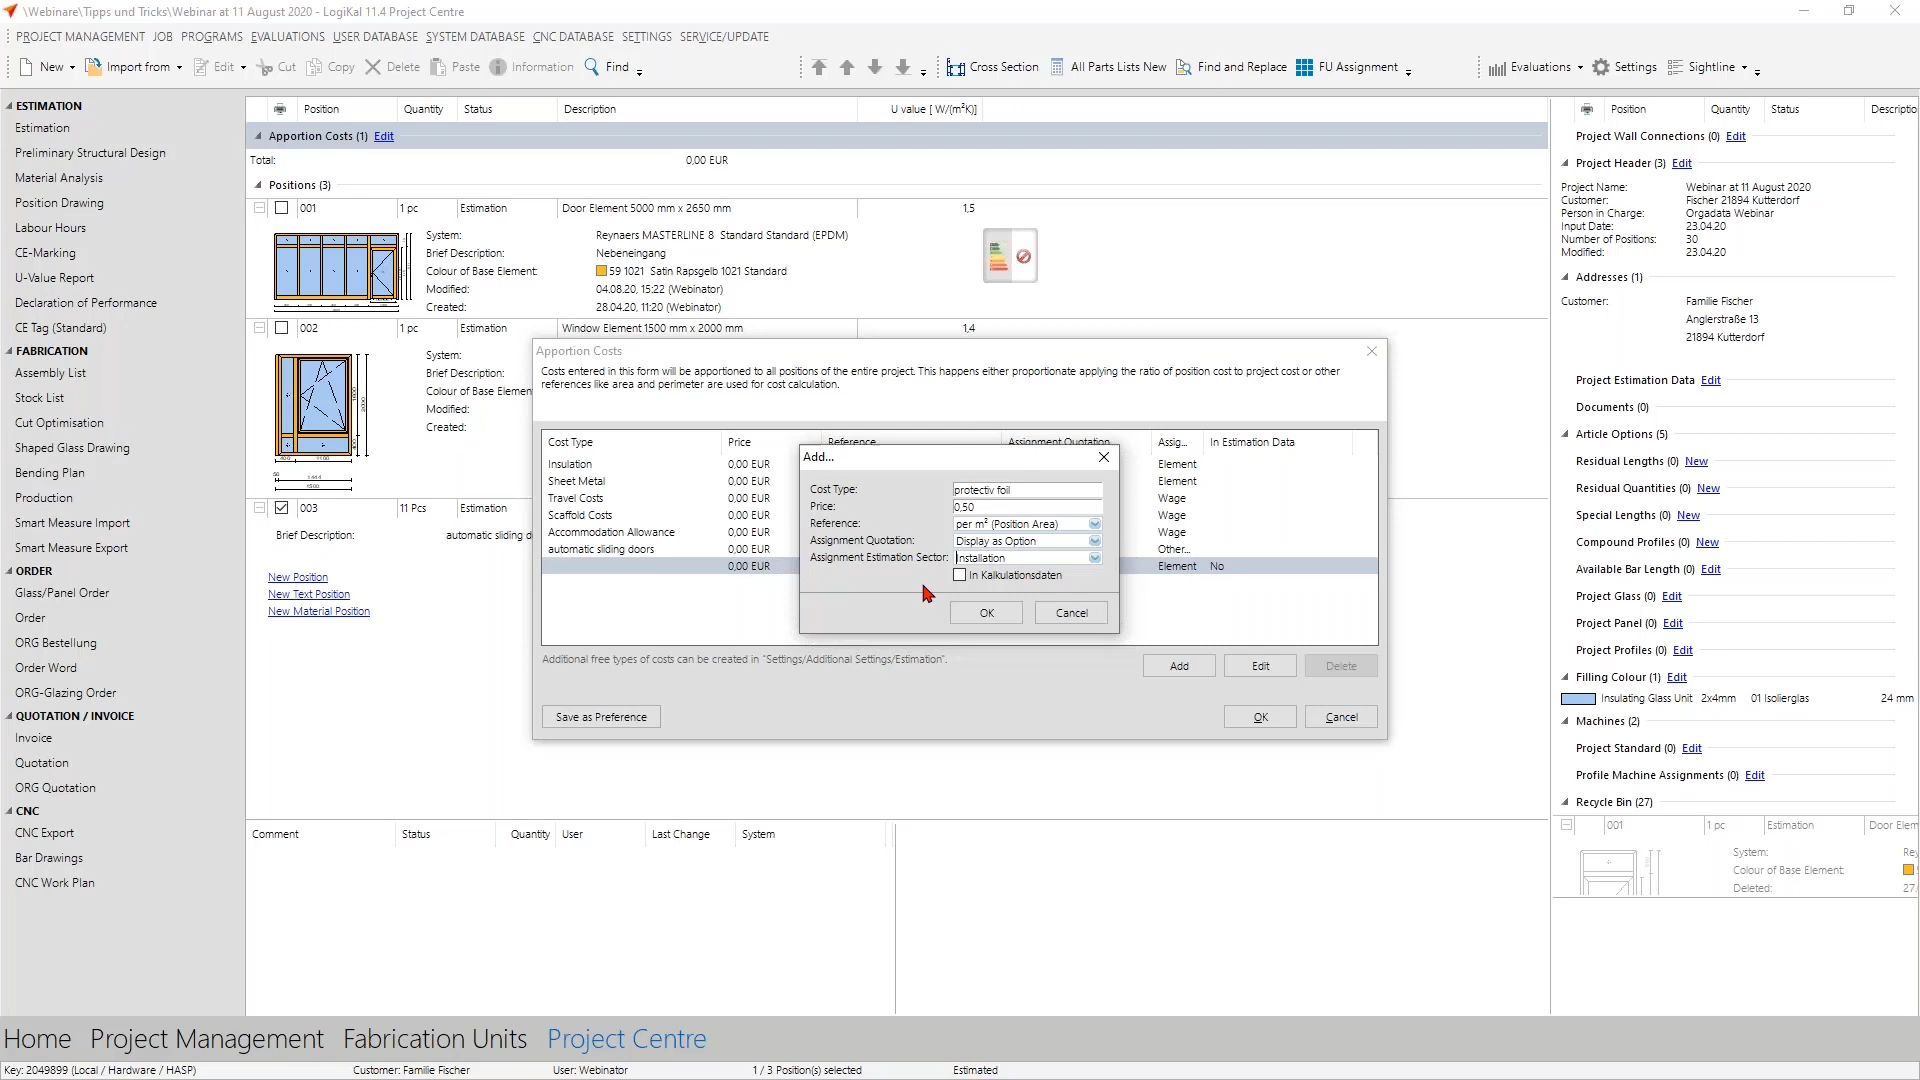 \Webinare\Tipps und Tricks\Webinar at 11 August 2020 - LogiKal 11.4 Project Centre
PROJECT MANAGEMENT JOB PROGRAMS EVALUATIONS USER DATABASE SYSTEM DATABASE CNC DATABASE SETTINGS SERVICE/UPDATE
New Import from Edit Cut Copy Delete Paste Information Find Cross Section All Parts Lists New Find and Replace FU Assignment Evaluations Settings Sightline
ESTIMATION
Estimation
Preliminary Structural Design
Material Analysis
Position Drawing
Labour Hours
CE-Marking
U-Value Report
Declaration of Performance
CE Tag (Standard)
FABRICATION
Assembly List
Stock List
Cut Optimisation
Shaped Glass Drawing
Bending Plan
Production
Smart Measure Import
Smart Measure Export
ORDER
Glass/Panel Order
Order
ORG Bestellung
Order Word
ORG-Glazing Order
QUOTATION / INVOICE
Invoice
Quotation
ORG Quotation
CNC
CNC Export
Bar Drawings
CNC Work Plan
Position Quantity Status Description U value [ W/(m²K)]
Apportion Costs (1) Edit
Total: 0,00 EUR
Positions (3)
001 1 pc Estimation Door Element 5000 mm x 2650 mm 1,5
System: Reynaers MASTERLINE 8 Standard Standard (EPDM)
Brief Description: Nebeneingang
Colour of Base Element: 59 1021 Satin Rapsgelb 1021 Standard
Modified: 04.08.20, 15:22 (Webinator)
Created: 28.04.20, 11:20 (Webinator)
002 1 pc Estimation Window Element 1500 mm x 2000 mm 1,4
System:
Brief Description:
Colour of Base Elemen
Modified:
Created:
003 11 Pcs Estimation
Brief Description: automatic sliding d
New Position
New Text Position
New Material Position
Apportion Costs
Costs entered in this form will be apportioned to all positions of the entire project. This happens either proportionate applying the ratio of position cost to project cost or other
references like area and perimeter are used for cost calculation.
Cost Type Price Reference Assignment Quotation Assig... In Estimation Data
Insulation 0,00 EUR Element
Sheet Metal 0,00 EUR Element
Travel Costs 0,00 EUR Wage
Scaffold Costs 0,00 EUR Wage
Accommodation Allowance 0,00 EUR Wage
automatic sliding doors 0,00 EUR Other...
0,00 EUR Element No
Add...
Cost Type: protectiv foil
Price: 0,50
Reference: per m² (Position Area)
Assignment Quotation: Display as Option
Assignment Estimation Sector: Installation
In Kalkulationsdaten
OK Cancel
Additional free types of costs can be created in "Settings/Additional Settings/Estimation".
Add Edit Delete
Save as Preference OK Cancel
Comment Status Quantity User Last Change System
Position Quantity Status Descriptio
Project Wall Connections (0) Edit
Project Header (3) Edit
Project Name: Webinar at 11 August 2020
Customer: Fischer 21894 Kutterdorf
Person in Charge: Orgadata Webinar
Input Date: 23.04.20
Number of Positions: 30
Modified: 23.04.20
Addresses (1)
Customer: Familie Fischer
Anglerstraße 13
21894 Kutterdorf
Project Estimation Data Edit
Documents (0)
Article Options (5)
Residual Lengths (0) New
Residual Quantities (0) New
Special Lengths (0) New
Compound Profiles (0) New
Available Bar Length (0) Edit
Project Glass (0) Edit
Project Panel (0) Edit
Project Profiles (0) Edit
Filling Colour (1) Edit
Insulating Glass Unit 2x4mm 01 Isolierglas 24 mm
Machines (2)
Project Standard (0) Edit
Profile Machine Assignments (0) Edit
Recycle Bin (27)
001 1 pc Estimation Door Elem
System: Rey
Colour of Base Element:
Deleted: 27.
Home Project Management Fabrication Units Project Centre
Key: 2049899 (Local / Hardware / HASP) Customer: Familie Fischer User: Webinator 1 / 3 Position(s) selected Estimated